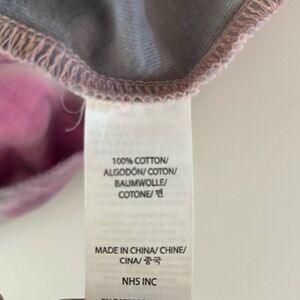 100% COTTON/
ALGODÓN/ COTON/
BAUMWOLLE/
COTONE/ 면
MADE IN CHINA/ CHINE/
CINA/ 중국
NHS INC